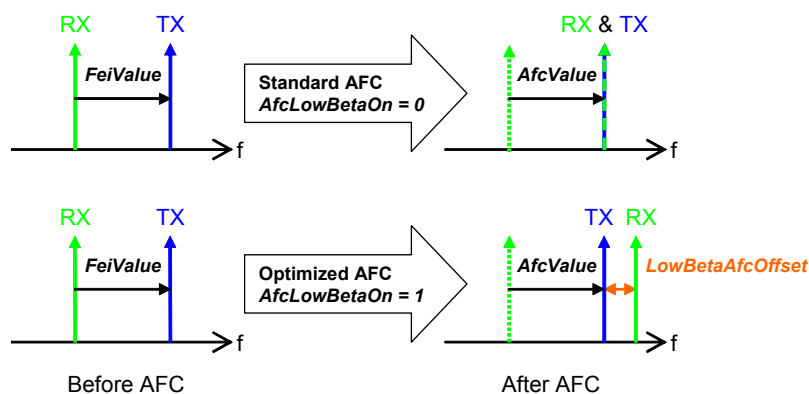 RX TX RX & TX
FeiValue Standard AFC AfcValue
AfcLowBetaOn = 0
f f
RX TX TX RX
FeiValue Optimized AFC AfcValue LowBetaAfcOffset
AfcLowBetaOn = 1
f f
Before AFC After AFC